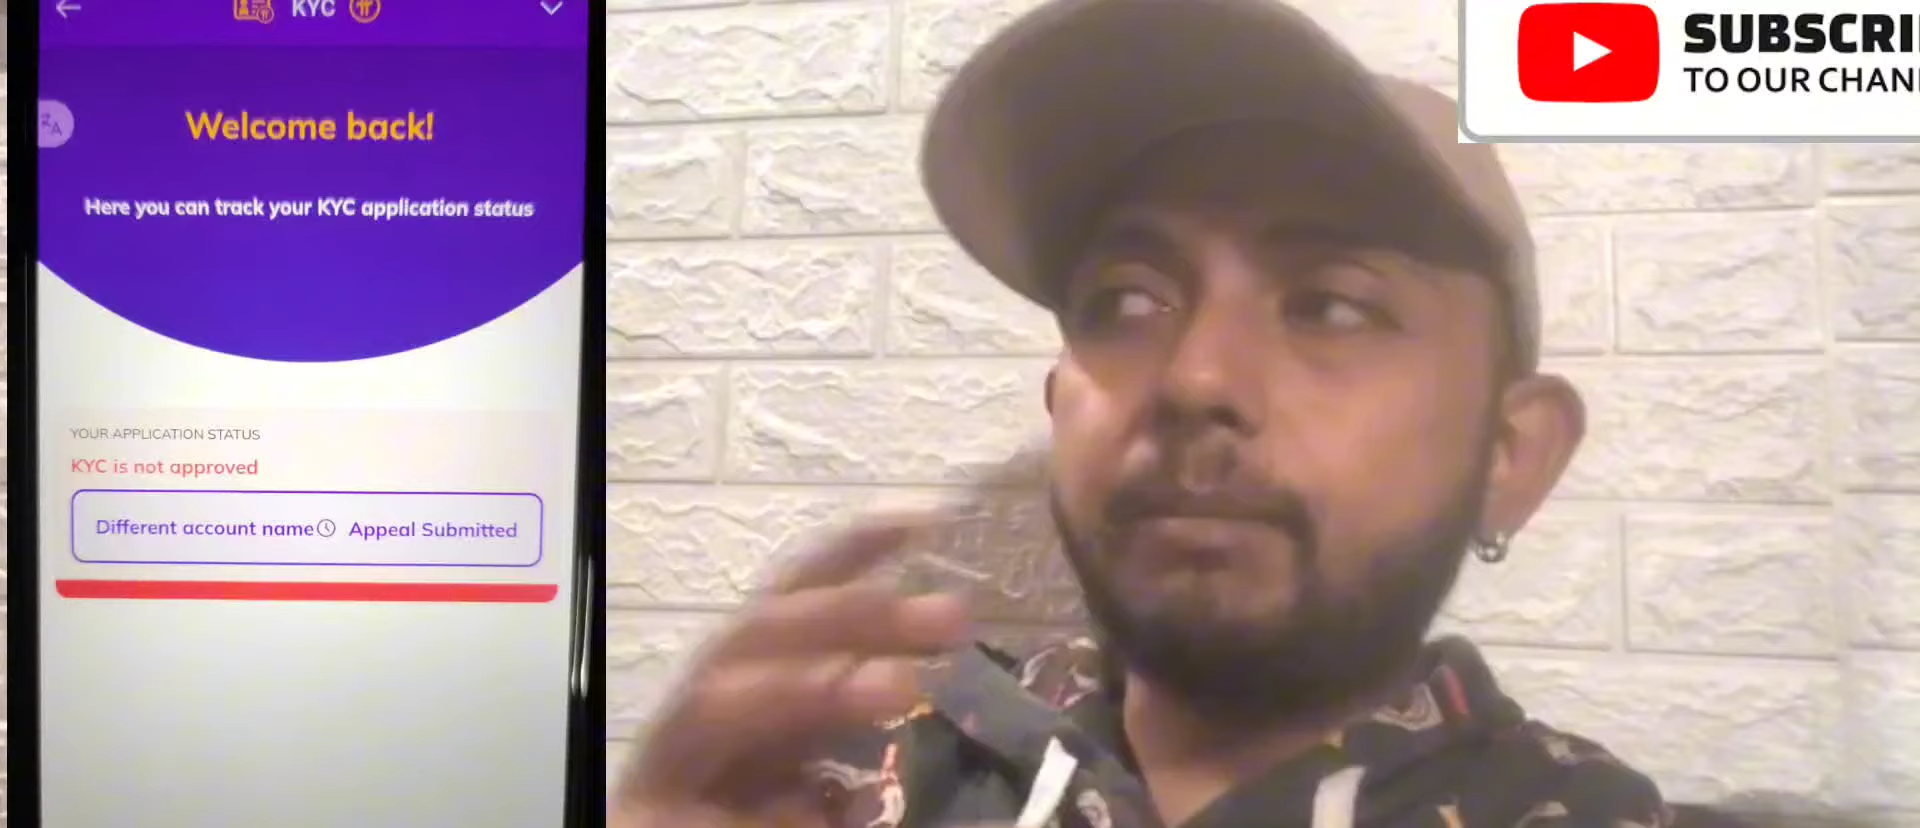 KYC
Welcome back!
Here you can track your KYC application status
YOUR APPLICATION STATUS
KYC is not approved
Different account name Appeal Submitted
SUBSCRI
TO OUR CHAN